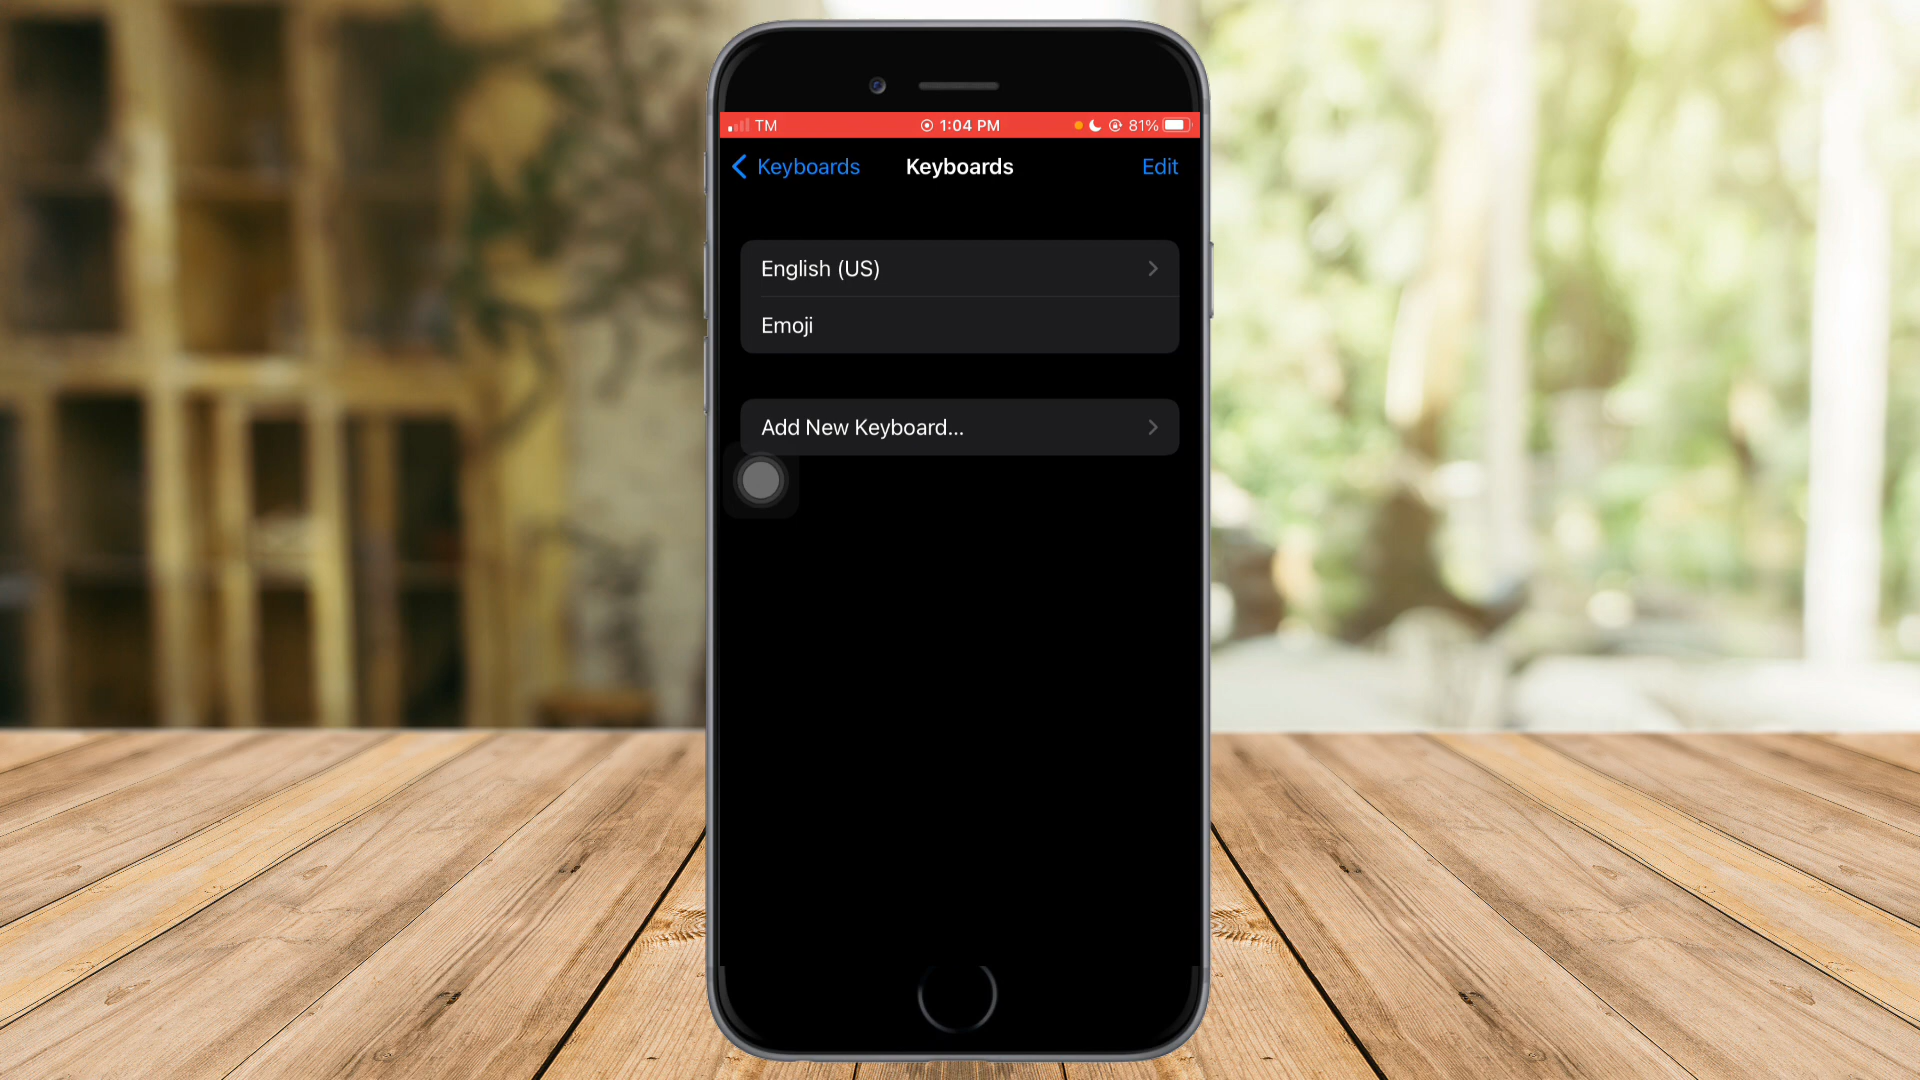 TM 1:04 PM 81%
Keyboards Keyboards Edit
English (US)
Emoji
Add New Keyboard...